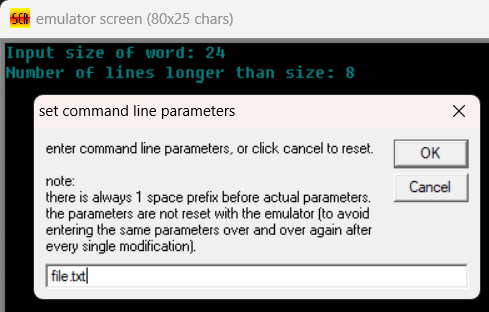 SCR emulator screen (80x25 chars)
Input size of word: 24
Number of lines longer than size: 8
set command line parameters
enter command line parameters, or click cancel to reset.
OK
Cancel
note:
there is always 1 space prefix before actual parameters.
the parameters are not reset with the emulator (to avoid
entering the same parameters over and over again after
every single modification).
file.txt